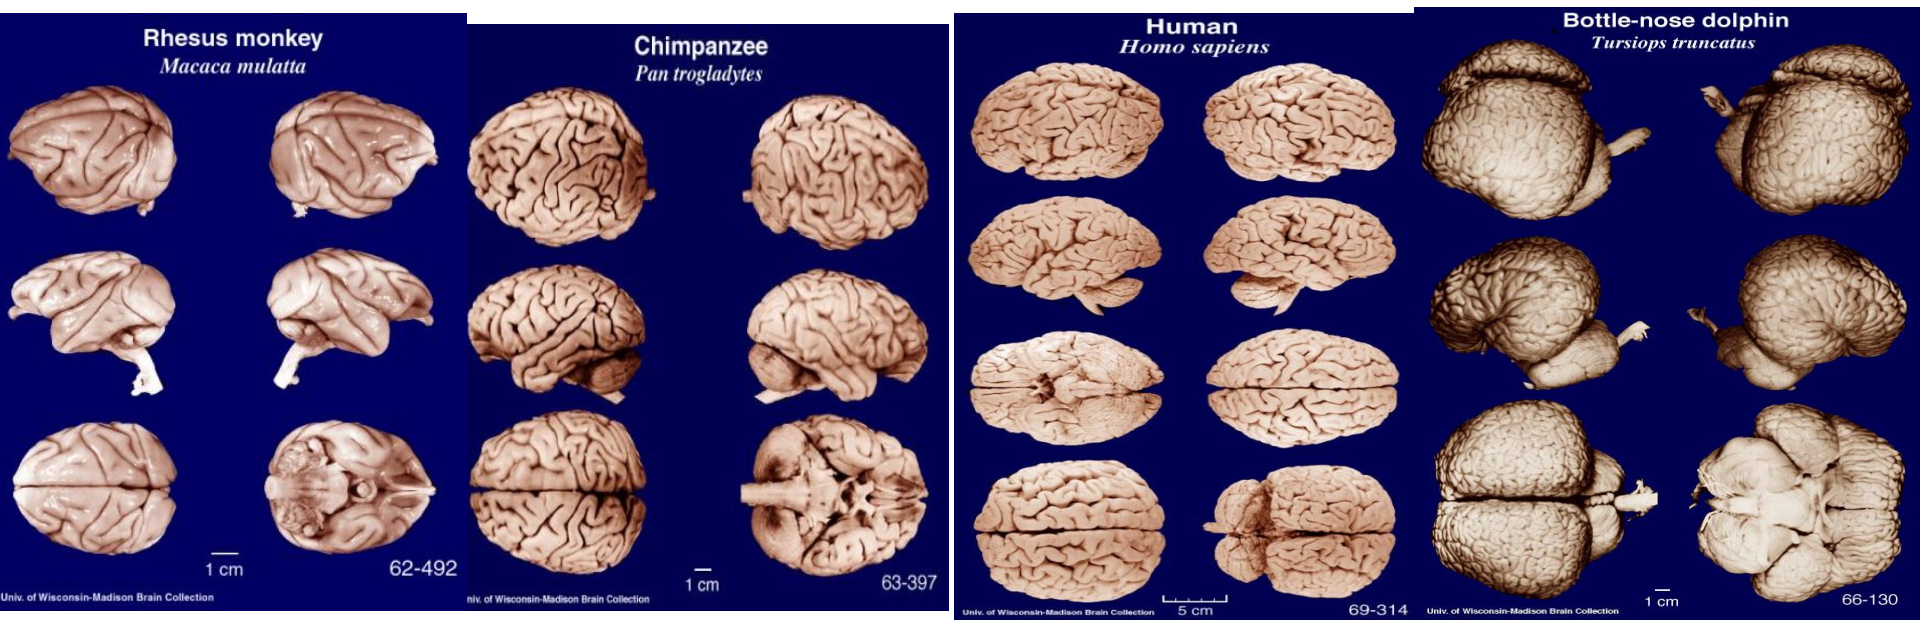 Rhesus monkey
Macaca mulatta
1 cm
62-492
Univ. of Wisconsin-Madison Brain Collection
Chimpanzee
Pan trogladytes
1 cm
63-397
niv. of Wisconsin-Madison Brain Collection
Human
Homo sapiens
5 cm
69-314
Univ. of Wisconsin-Madison Brain Collection
Bottle-nose dolphin
Tursiops truncatus
1 cm
66-130
Univ. of Wisconsin-Madison Brain Collection